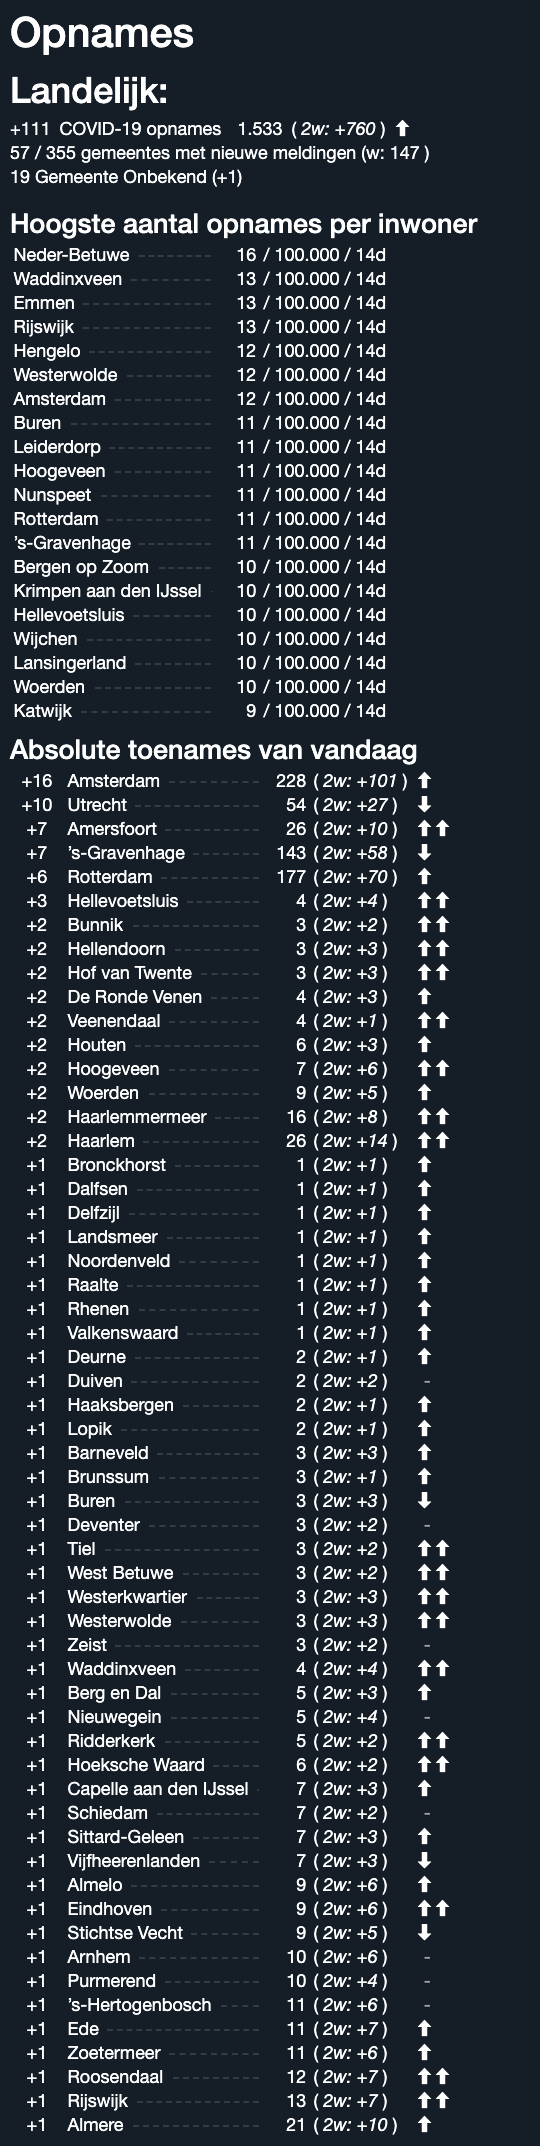 Opnames
Landelijk:
+111 COVID-19 opnames 1.533 ( 2w: +760 ) ⬆
57 / 355 gemeentes met nieuwe meldingen (w: 147 )
19 Gemeente Onbekend (+1)
Hoogste aantal opnames per inwoner
Neder-Betuwe -------- 16 / 100.000 / 14d
Waddinxveen -------- 13 / 100.000 / 14d
Emmen -------- 13 / 100.000 / 14d
Rijswijk -------- 13 / 100.000 / 14d
Hengelo -------- 12 / 100.000 / 14d
Westerwolde -------- 12 / 100.000 / 14d
Amsterdam -------- 12 / 100.000 / 14d
Buren -------- 11 / 100.000 / 14d
Leiderdorp -------- 11 / 100.000 / 14d
Hoogeveen -------- 11 / 100.000 / 14d
Nunspeet -------- 11 / 100.000 / 14d
Rotterdam -------- 11 / 100.000 / 14d
's-Gravenhage -------- 11 / 100.000 / 14d
Bergen op Zoom ------ 10 / 100.000 / 14d
Krimpen aan den IJssel 10 / 100.000 / 14d
Hellevoetsluis -------- 10 / 100.000 / 14d
Wijchen -------- 10 / 100.000 / 14d
Lansingerland -------- 10 / 100.000 / 14d
Woerden -------- 10 / 100.000 / 14d
Katwijk -------- 9 / 100.000 / 14d
Absolute toenames van vandaag
+16 Amsterdam -------- 228 ( 2w: +101 ) ⬆
+10 Utrecht -------- 54 ( 2w: +27 ) ⬇
+7 Amersfoort -------- 26 ( 2w: +10 ) ⬆⬆
+7 's-Gravenhage -------- 143 ( 2w: +58 ) ⬇
+6 Rotterdam -------- 177 ( 2w: +70 ) ⬆
+3 Hellevoetsluis -------- 4 ( 2w: +4 ) ⬆⬆
+2 Bunnik -------- 3 ( 2w: +2 ) ⬆⬆
+2 Hellendoorn -------- 3 ( 2w: +3 ) ⬆⬆
+2 Hof van Twente ------ 3 ( 2w: +3 ) ⬆⬆
+2 De Ronde Venen ----- 4 ( 2w: +3 ) ⬆
+2 Veenendaal -------- 4 ( 2w: +1 ) ⬆⬆
+2 Houten -------- 6 ( 2w: +3 ) ⬆
+2 Hoogeveen -------- 7 ( 2w: +6 ) ⬆⬆
+2 Woerden -------- 9 ( 2w: +5 ) ⬆
+2 Haarlemmermeer ----- 16 ( 2w: +8 ) ⬆⬆
+2 Haarlem -------- 26 ( 2w: +14 ) ⬆⬆
+1 Bronckhorst -------- 1 ( 2w: +1 ) ⬆
+1 Dalfsen -------- 1 ( 2w: +1 ) ⬆
+1 Delfzijl -------- 1 ( 2w: +1 ) ⬆
+1 Landsmeer -------- 1 ( 2w: +1 ) ⬆
+1 Noordenveld -------- 1 ( 2w: +1 ) ⬆
+1 Raalte -------- 1 ( 2w: +1 ) ⬆
+1 Rhenen -------- 1 ( 2w: +1 ) ⬆
+1 Valkenswaard -------- 1 ( 2w: +1 ) ⬆
+1 Deurne -------- 2 ( 2w: +1 ) ⬆
+1 Duiven -------- 2 ( 2w: +2 ) -
+1 Haaksbergen -------- 2 ( 2w: +1 ) ⬆
+1 Lopik -------- 2 ( 2w: +1 ) ⬆
+1 Barneveld -------- 3 ( 2w: +3 ) ⬆
+1 Brunssum -------- 3 ( 2w: +1 ) ⬆
+1 Buren -------- 3 ( 2w: +3 ) ⬇
+1 Deventer -------- 3 ( 2w: +2 ) -
+1 Tiel -------- 3 ( 2w: +2 ) ⬆⬆
+1 West Betuwe -------- 3 ( 2w: +2 ) ⬆⬆
+1 Westerkwartier ------ 3 ( 2w: +3 ) ⬆⬆
+1 Westerwolde -------- 3 ( 2w: +3 ) ⬆⬆
+1 Zeist -------- 3 ( 2w: +2 ) -
+1 Waddinxveen -------- 4 ( 2w: +4 ) ⬆⬆
+1 Berg en Dal -------- 5 ( 2w: +3 ) ⬆
+1 Nieuwegein -------- 5 ( 2w: +4 ) -
+1 Ridderkerk -------- 5 ( 2w: +2 ) ⬆⬆
+1 Hoeksche Waard ----- 6 ( 2w: +2 ) ⬆⬆
+1 Capelle aan den IJssel - 7 ( 2w: +3 ) ⬆
+1 Schiedam -------- 7 ( 2w: +2 ) -
+1 Sittard-Geleen ------ 7 ( 2w: +3 ) ⬆
+1 Vijfheerenlanden ----- 7 ( 2w: +3 ) ⬇
+1 Almelo -------- 9 ( 2w: +6 ) ⬆
+1 Eindhoven -------- 9 ( 2w: +6 ) ⬆⬆
+1 Stichtse Vecht ------ 9 ( 2w: +5 ) ⬇
+1 Arnhem -------- 10 ( 2w: +6 ) -
+1 Purmerend -------- 10 ( 2w: +4 ) -
+1 's-Hertogenbosch ---- 11 ( 2w: +6 ) -
+1 Ede -------- 11 ( 2w: +7 ) ⬆
+1 Zoetermeer -------- 11 ( 2w: +6 ) ⬆
+1 Roosendaal -------- 12 ( 2w: +7 ) ⬆⬆
+1 Rijswijk -------- 13 ( 2w: +7 ) ⬆⬆
+1 Almere -------- 21 ( 2w: +10 ) ⬆